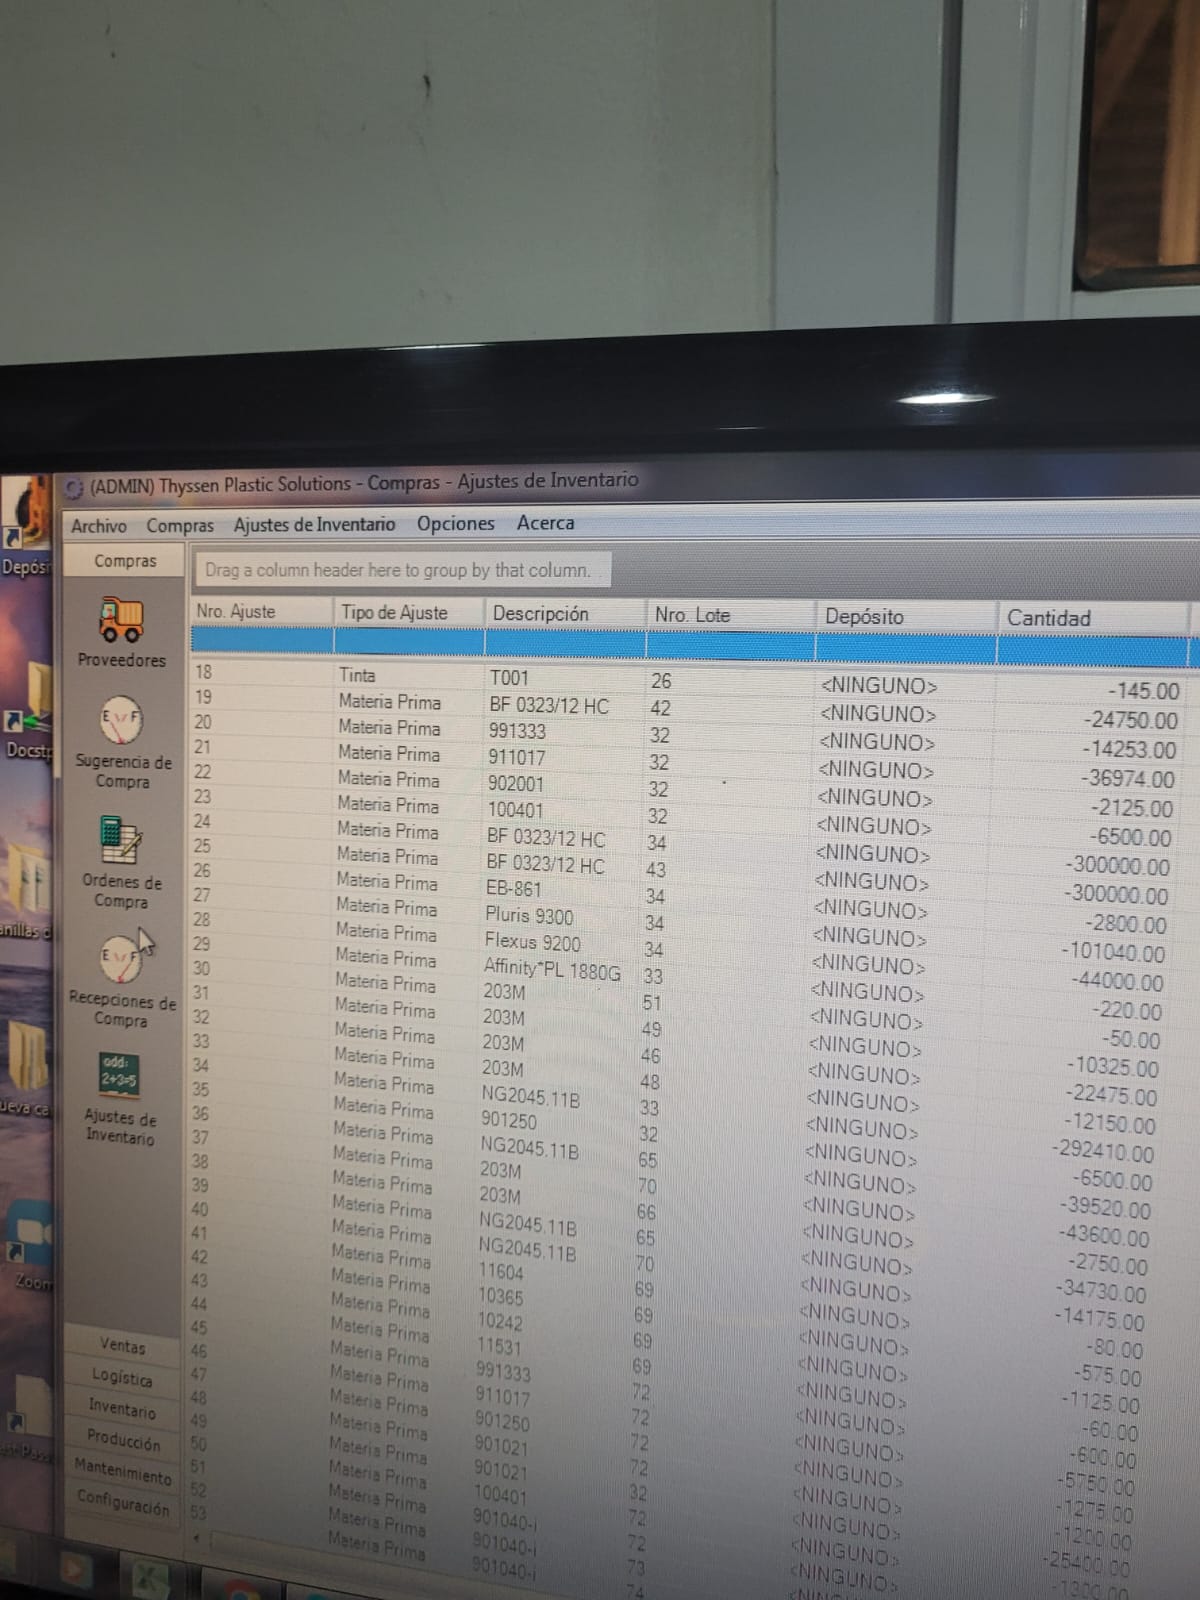 (ADMIN) Thyssen Plastic Solutions - Compras - Ajustes de Inventario
Archivo Compras Ajustes de Inventario Opciones Acerca
Compras
Drag a column header here to group by that column.
Nro. Ajuste Tipo de Ajuste Descripción Nro. Lote Depósito Cantidad
18 Tinta T001 26 <NINGUNO> -145.00
19 Materia Prima BF 0323/12 HC 42 <NINGUNO> -24750.00
20 Materia Prima 991333 32 <NINGUNO> -14253.00
21 Materia Prima 911017 32 <NINGUNO> -36974.00
22 Materia Prima 902001 32 <NINGUNO> -2125.00
23 Materia Prima 100401 32 <NINGUNO> -6500.00
24 Materia Prima BF 0323/12 HC 34 <NINGUNO> -300000.00
25 Materia Prima BF 0323/12 HC 43 <NINGUNO> -300000.00
26 Materia Prima EB-861 34 <NINGUNO> -2800.00
27 Materia Prima Pluris 9300 34 <NINGUNO> -101040.00
28 Materia Prima Flexus 9200 34 <NINGUNO> -44000.00
29 Materia Prima Affinity*PL 1880G 33 <NINGUNO> -220.00
30 Materia Prima 203M 51 <NINGUNO> -50.00
31 Materia Prima 203M 49 <NINGUNO> -10325.00
32 Materia Prima 203M 46 <NINGUNO> -22475.00
33 Materia Prima 203M 48 <NINGUNO> -12150.00
34 Materia Prima NG2045.11B 33 <NINGUNO> -292410.00
35 Materia Prima 901250 32 <NINGUNO> -6500.00
36 Materia Prima NG2045.11B 65 <NINGUNO> -39520.00
37 Materia Prima 203M 70 <NINGUNO> -43600.00
38 Materia Prima 203M 66 <NINGUNO> -2750.00
39 Materia Prima NG2045.11B 65 <NINGUNO> -34730.00
40 Materia Prima NG2045.11B 70 <NINGUNO> -14175.00
41 Materia Prima 11604 69 <NINGUNO> -80.00
42 Materia Prima 10365 69 <NINGUNO> -575.00
43 Materia Prima 10242 69 <NINGUNO> -1125.00
44 Materia Prima 11531 69 <NINGUNO> -60.00
45 Materia Prima 991333 72 <NINGUNO> -600.00
46 Materia Prima 911017 72 <NINGUNO> -5750.00
47 Materia Prima 901250 72 <NINGUNO> -1275.00
48 Materia Prima 901021 72 <NINGUNO> -1200.00
49 Materia Prima 901021 32 <NINGUNO> -25400.00
50 Materia Prima 100401 72 <NINGUNO> -1300.00
51 Materia Prima 901040-i 72 <NINGUNO>
52 Materia Prima 901040-i 73
53 Materia Prima 901040-i 74
Proveedores
E F
Sugerencia de
Compra
Ordenes de
Compra
E F
Recepciones de
Compra
add:
2+3=5
Ajustes de
Inventario
Ventas
Logística
Inventario
Producción
Mantenimiento
Configuración
Depósi
Docstp
anillas d
ueva ca
Zoom